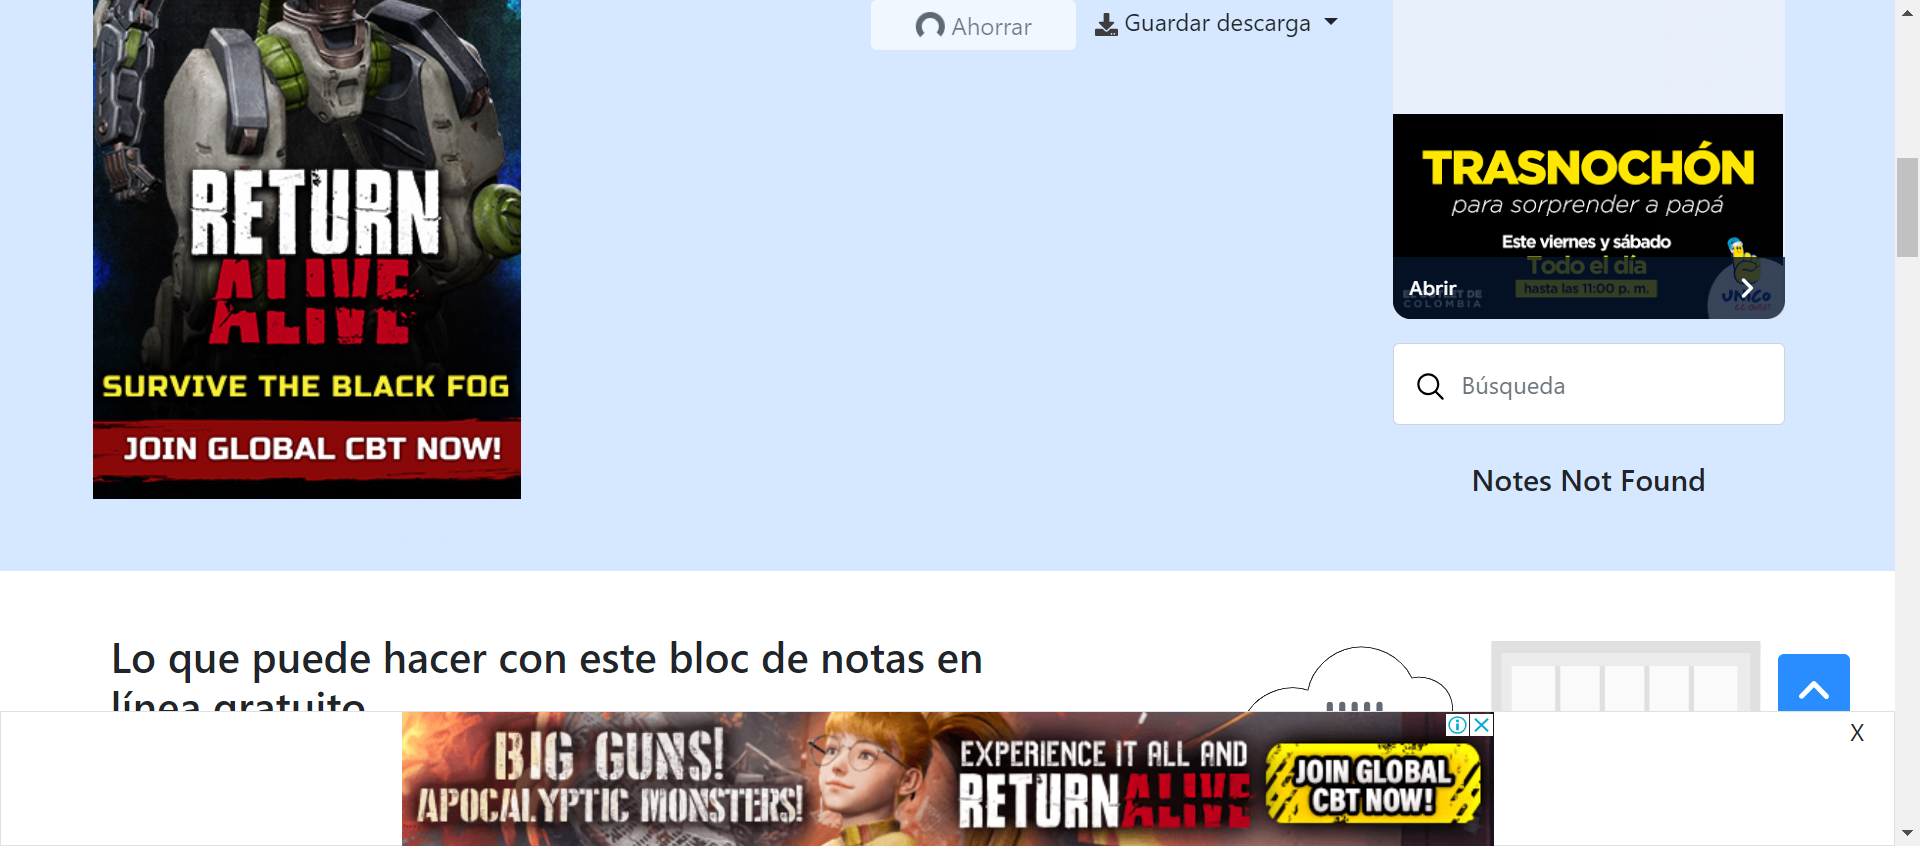 Ahorrar
Guardar descarga
RETURN
ALIVE
SURVIVE THE BLACK FOG
JOIN GLOBAL CBT NOW!
TRASNOCHÓN
para sorprender a papá
Este viernes y sábado
Todo el día
hasta las 11:00 p. m.
Abrir
COLOMBIA
Búsqueda
Notes Not Found
Lo que puede hacer con este bloc de notas en
línea gratuito
BIG GUNS!
APOCALYPTIC MONSTERS!
EXPERIENCE IT ALL AND
RETURN ALIVE
JOIN GLOBAL
CBT NOW!
X